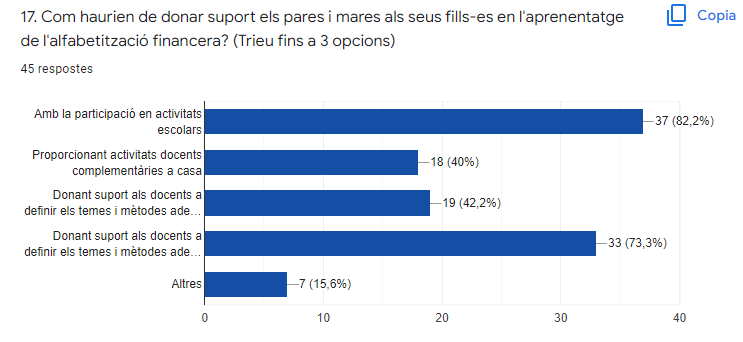 17. Com haurien de donar suport els pares i mares als seus fills-es en l'aprenentatge
de l'alfabetització financera? (Trieu fins a 3 opcions)
Copia
45 respostes
Amb la participació en activitats
escolars
37 (82,2%)
Proporcionant activitats docents
complementàries a casa
18 (40%)
Donant suport als docents a
definir els temes i mètodes ade...
19 (42,2%)
Donant suport als docents a
definir els temes i mètodes ade...
33 (73,3%)
Altres
7 (15,6%)
0 10 20 30 40